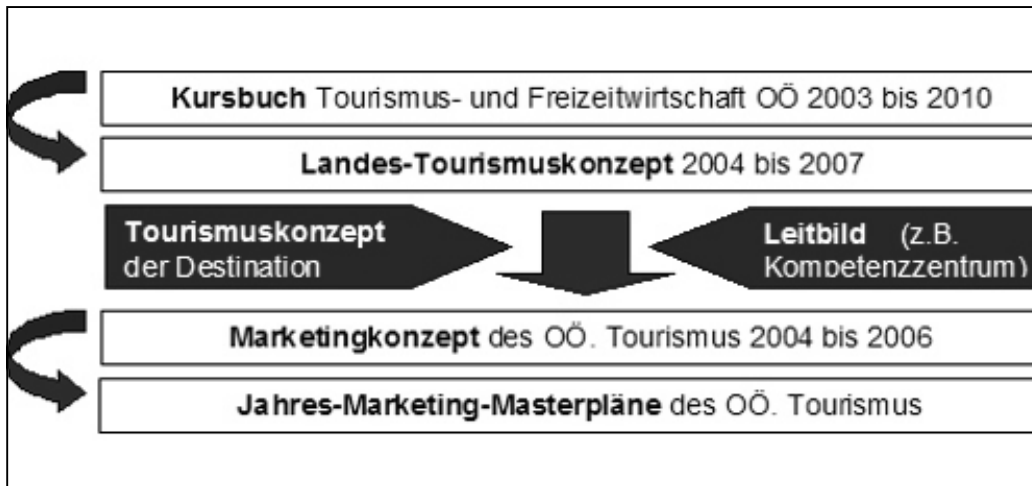 Kursbuch Tourismus- und Freizeitwirtschaft OÖ 2003 bis 2010
Landes-Tourismuskonzept 2004 bis 2007
Tourismuskonzept
der Destination
Leitbild (z.B.
Kompetenzzentrum)
Marketingkonzept des OÖ. Tourismus 2004 bis 2006
Jahres-Marketing-Masterpläne des OÖ. Tourismus